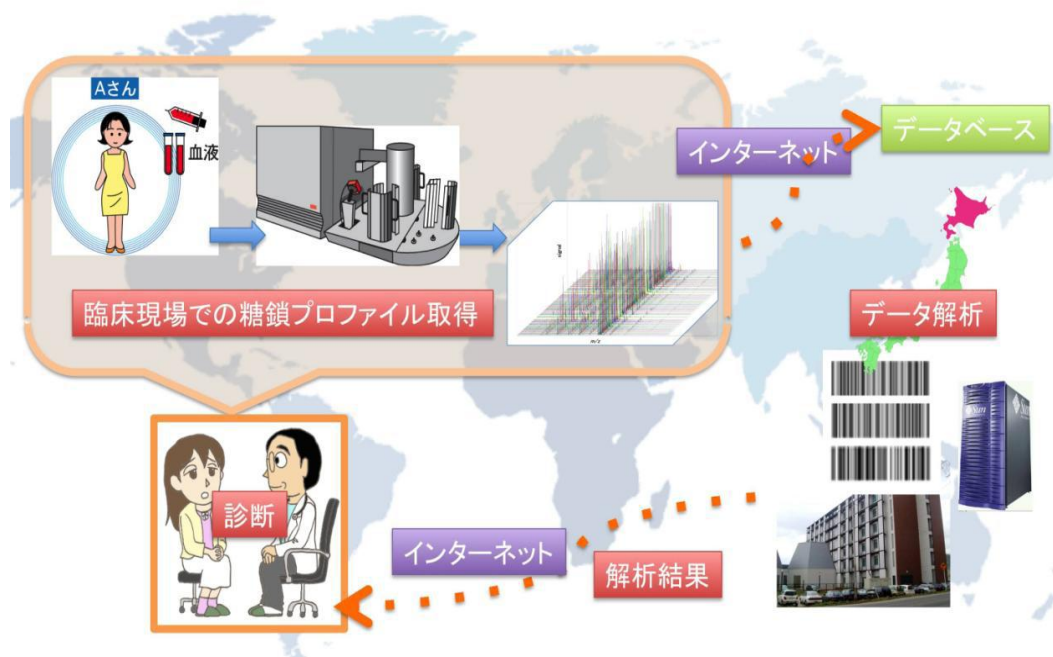 Aさん
血液
インターネット
データベース
臨床現場での糖鎖プロファイル取得
m/z
データ解析
Sun
診断
インターネット
解析結果